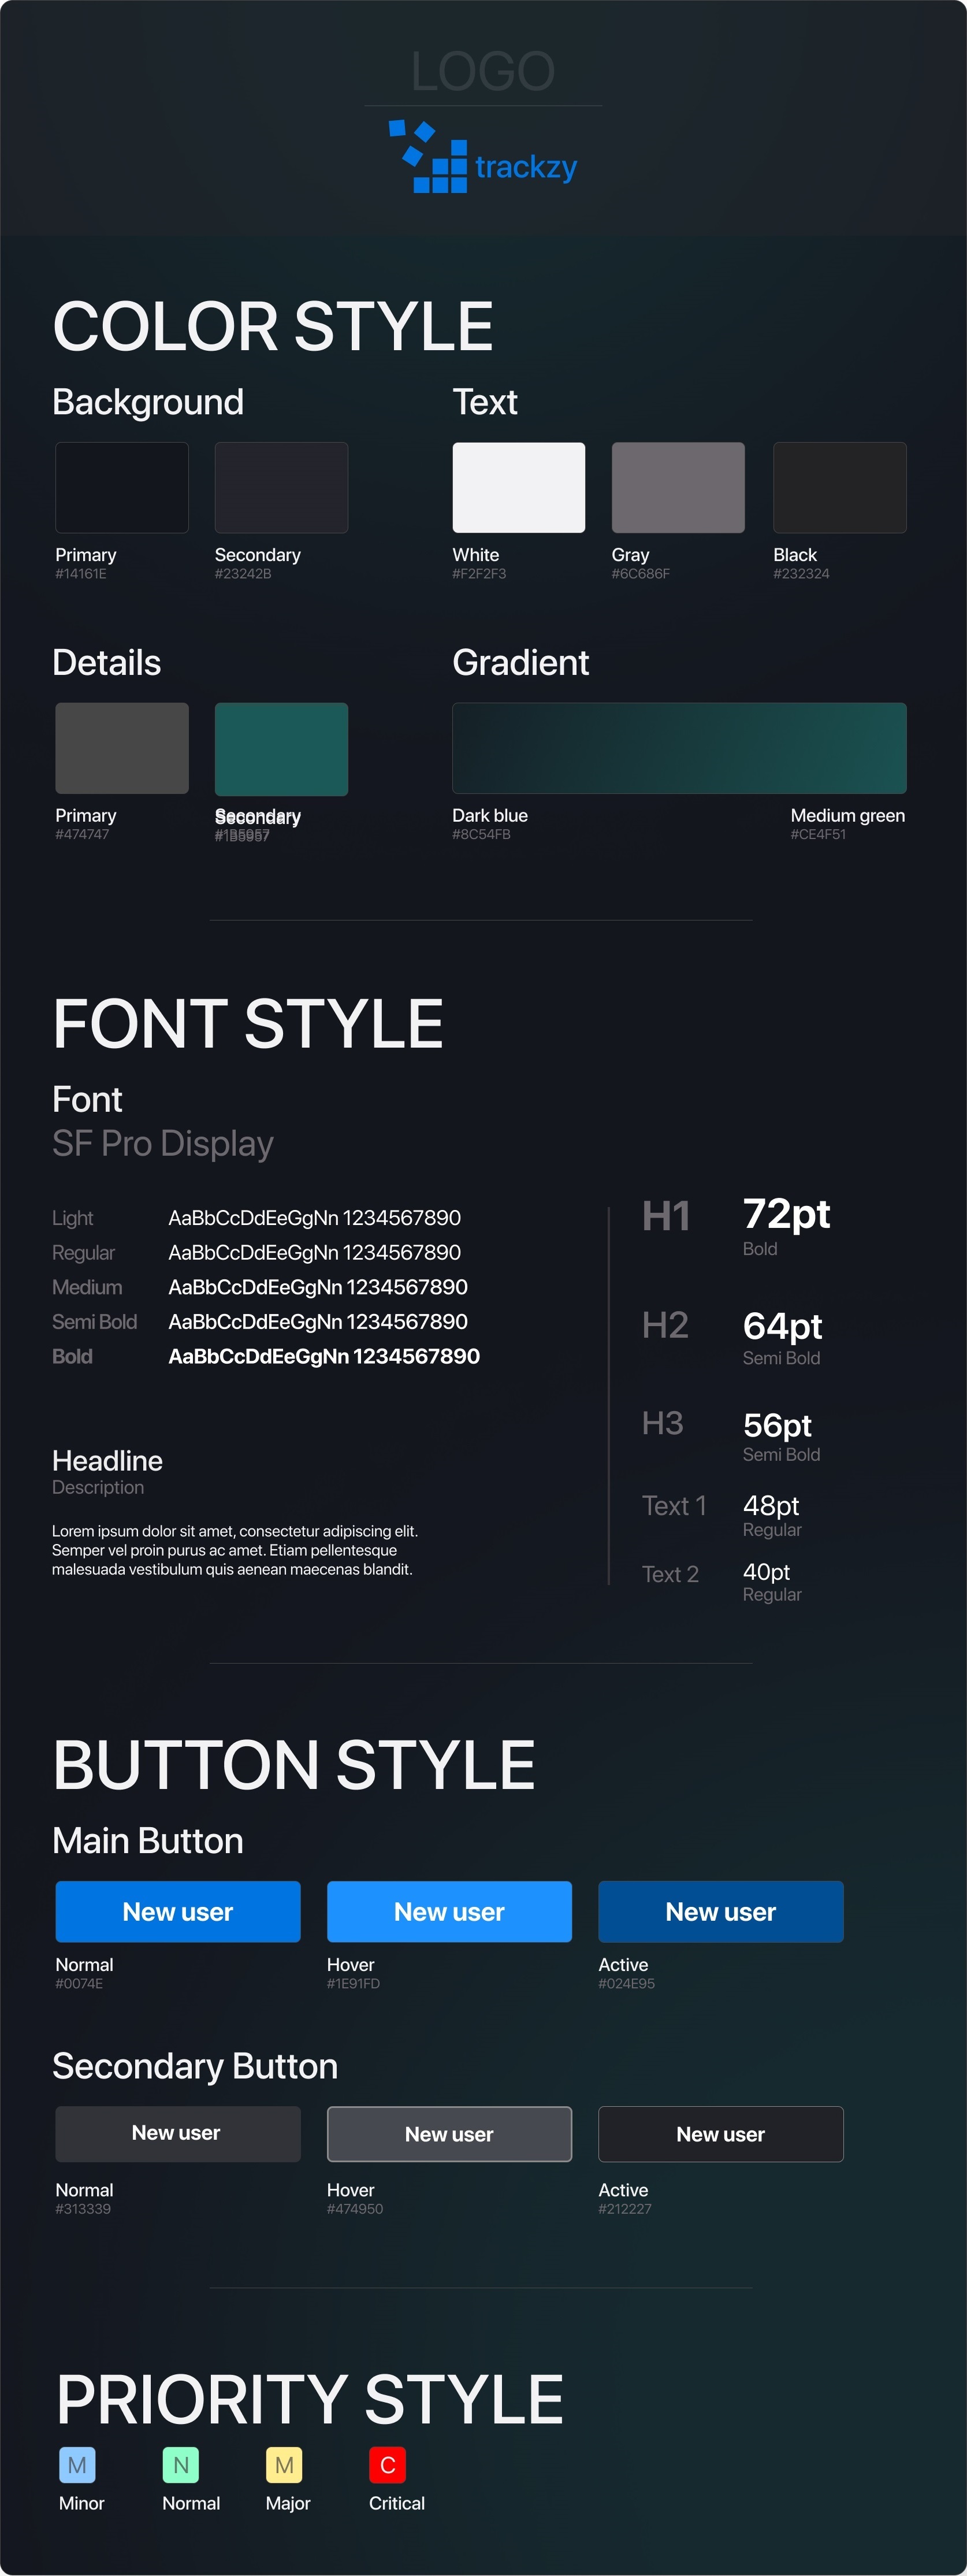 LOGO
trackzy
COLOR STYLE
Background
Text
Primary
Secondary
White
Gray
Black
#14161E
#23242B
#F2F2F3
#6C686F
#232324
Details
Gradient
Primary
Secondary
Secondary
Dark blue
Medium green
#474747
#8C54FB
#CE4F51
FONT STYLE
Font
SF Pro Display
Light AaBbCcDdEeGgNn 1234567890
Regular AaBbCcDdEeGgNn 1234567890
Medium AaBbCcDdEeGgNn 1234567890
Semi Bold AaBbCcDdEeGgNn 1234567890
Bold AaBbCcDdEeGgNn 1234567890
Headline
Description
Lorem ipsum dolor sit amet, consectetur adipiscing elit.
Semper vel proin purus ac amet. Etiam pellentesque
malesuada vestibulum quis aenean maecenas blandit.
H1 72pt
Bold
H2 64pt
Semi Bold
H3 56pt
Semi Bold
Text 1 48pt
Regular
Text 2 40pt
Regular
BUTTON STYLE
Main Button
New user
New user
New user
Normal
Hover
Active
#0074E
#1E91FD
#024E95
Secondary Button
New user
New user
New user
Normal
Hover
Active
#313339
#474950
#212227
PRIORITY STYLE
M
N
M
C
Minor
Normal
Major
Critical